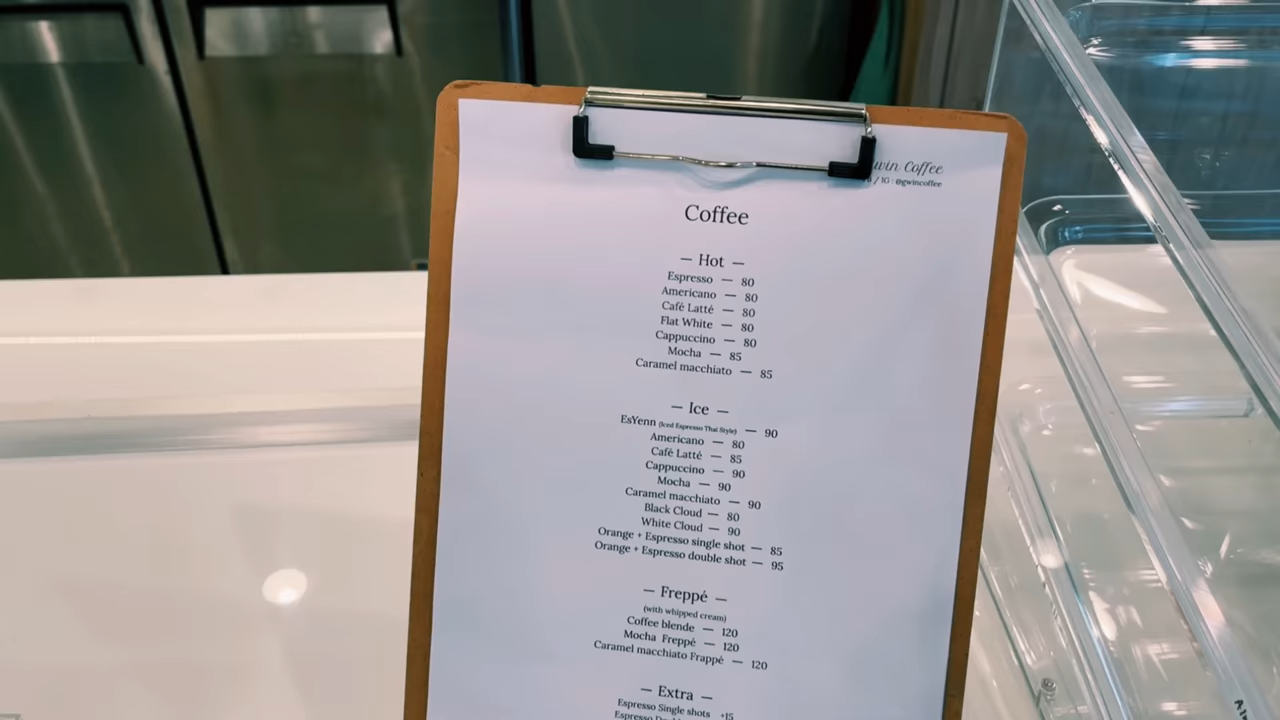 win Coffee
/ IG : @gwincoffee
Coffee
— Hot —
Espresso — 80
Americano — 80
Café Latté — 80
Flat White — 80
Cappuccino — 80
Mocha — 85
Caramel macchiato — 85
— Ice —
EsYenn (Iced Espresso Thai Style) — 90
Americano — 80
Café Latté — 85
Cappuccino — 90
Mocha — 90
Caramel macchiato — 90
Black Cloud — 80
White Cloud — 90
Orange + Espresso single shot — 85
Orange + Espresso double shot — 95
— Freppé —
(with whipped cream)
Coffee blende — 120
Mocha Freppé — 120
Caramel macchiato Frappé — 120
— Extra —
Espresso Single shots +15
Espresso